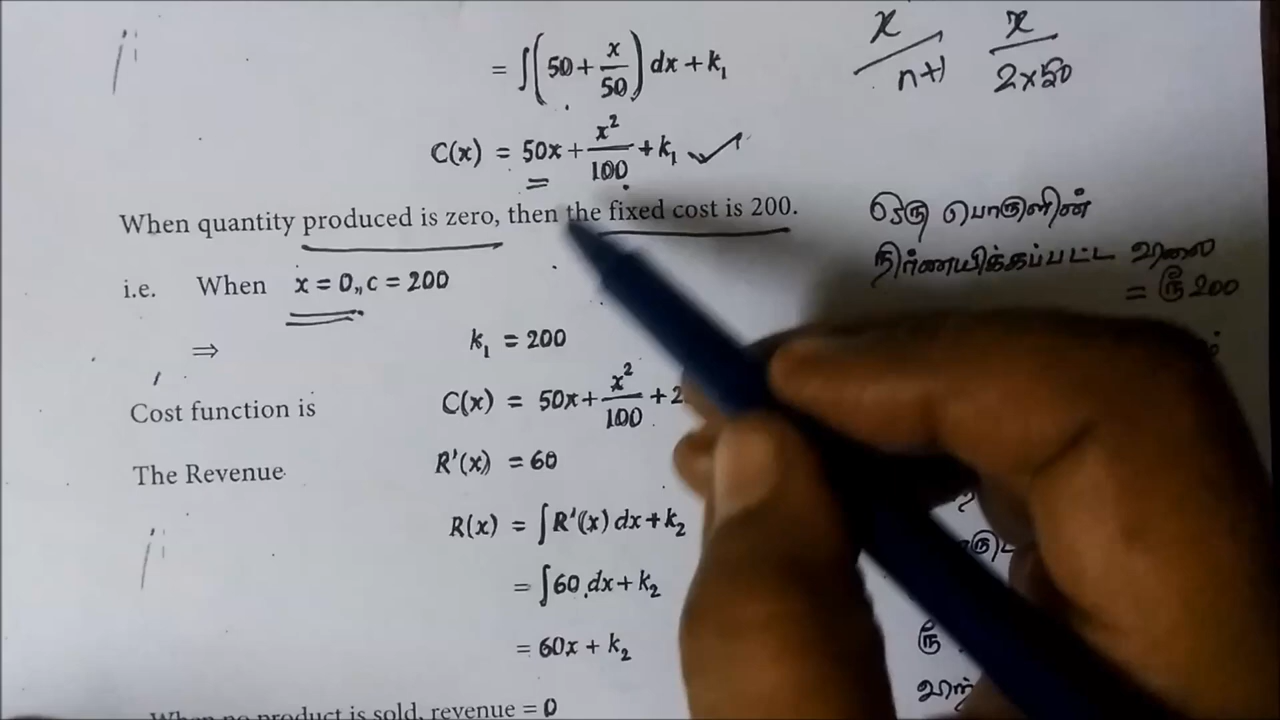 = ∫(50 + x/50) dx + k₁
x/n+1 x/2×50
C(x) = 50x + x²/100 + k₁ ✓
When quantity produced is zero, then the fixed cost is 200.
ஒரு பொருளின்
நிர்ணயிக்கப்பட்ட விலை
= ரூ 200
i.e. When x = 0,, c = 200
⇒ k₁ = 200
Cost function is C(x) = 50x + x²/100 + 2
The Revenue R'(x) = 60
R(x) = ∫R'(x) dx + k₂
= ∫60 dx + k₂
= 60x + k₂
ரூ
When no product is sold, revenue = 0